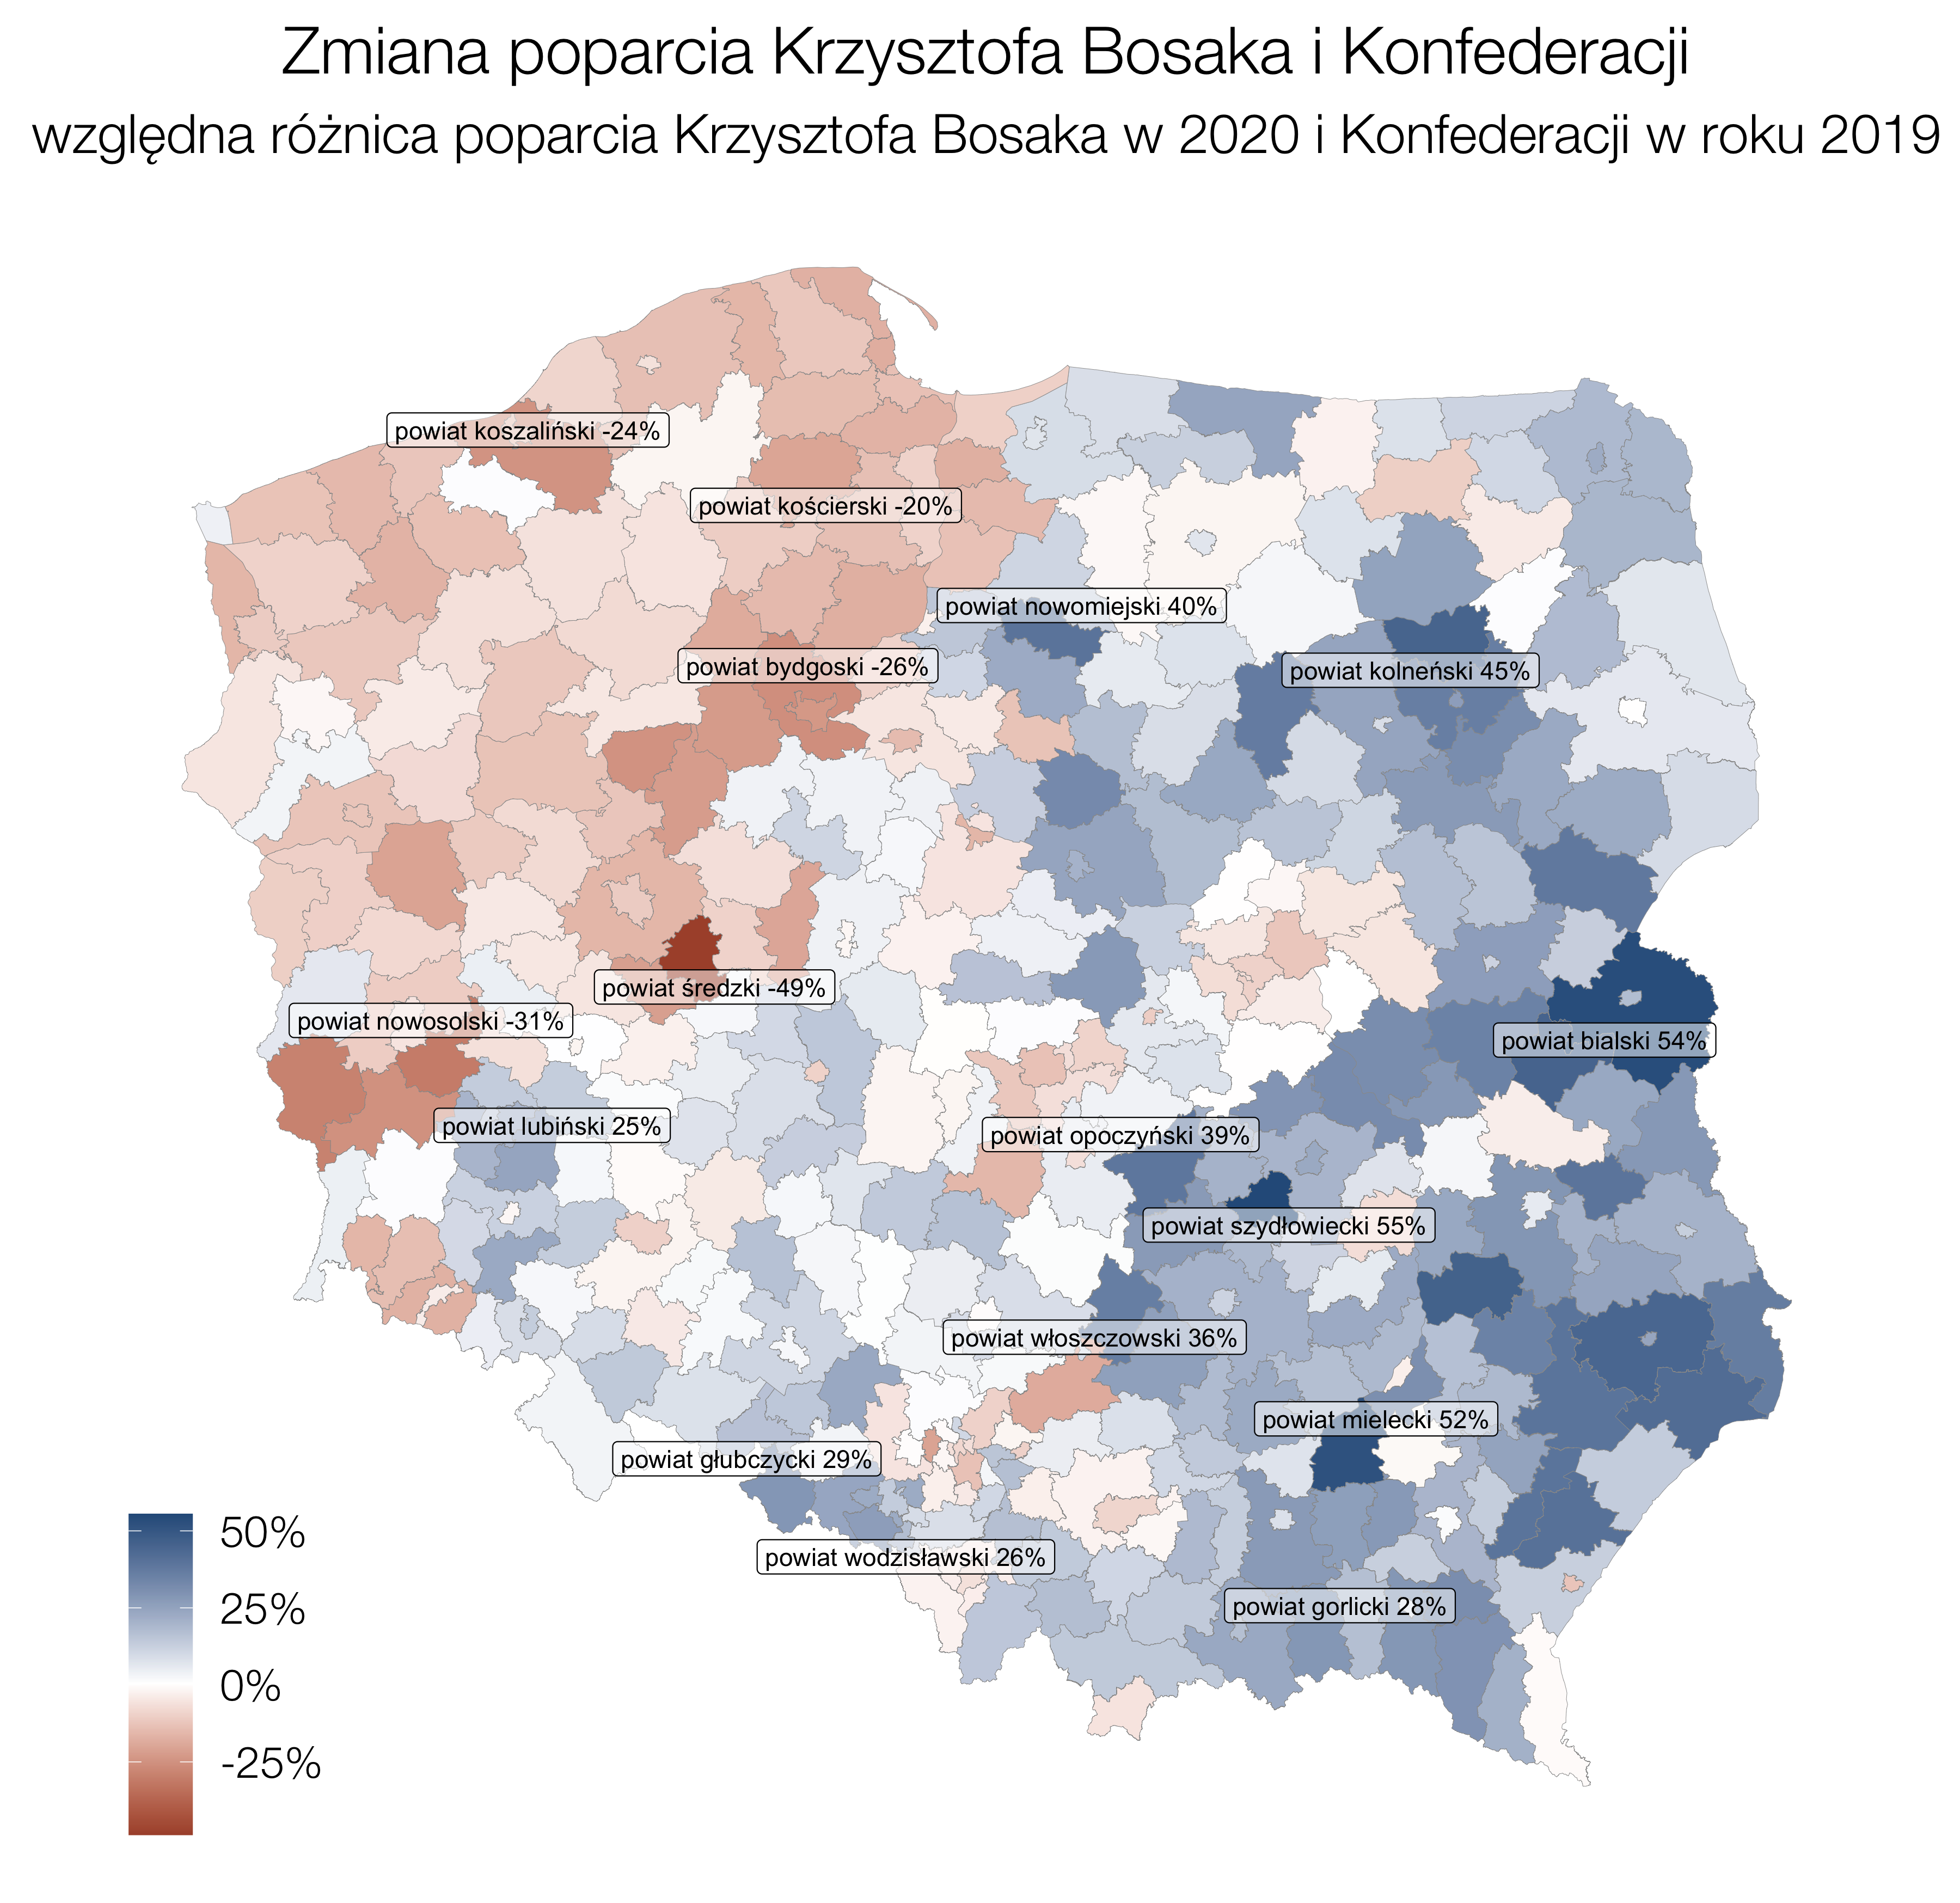 Zmiana poparcia Krzysztofa Bosaka i Konfederacji
względna różnica poparcia Krzysztofa Bosaka w 2020 i Konfederacji w roku 2019
powiat koszaliński -24%
powiat kościerski -20%
powiat nowomiejski 40%
powiat bydgoski -26%
powiat kolneński 45%
powiat średzki -49%
powiat nowosolski -31%
powiat bialski 54%
powiat lubiński 25%
powiat opoczyński 39%
powiat szydłowiecki 55%
powiat włoszczowski 36%
powiat mielecki 52%
powiat głubczycki 29%
powiat wodzisławski 26%
powiat gorlicki 28%
50%
25%
0%
-25%